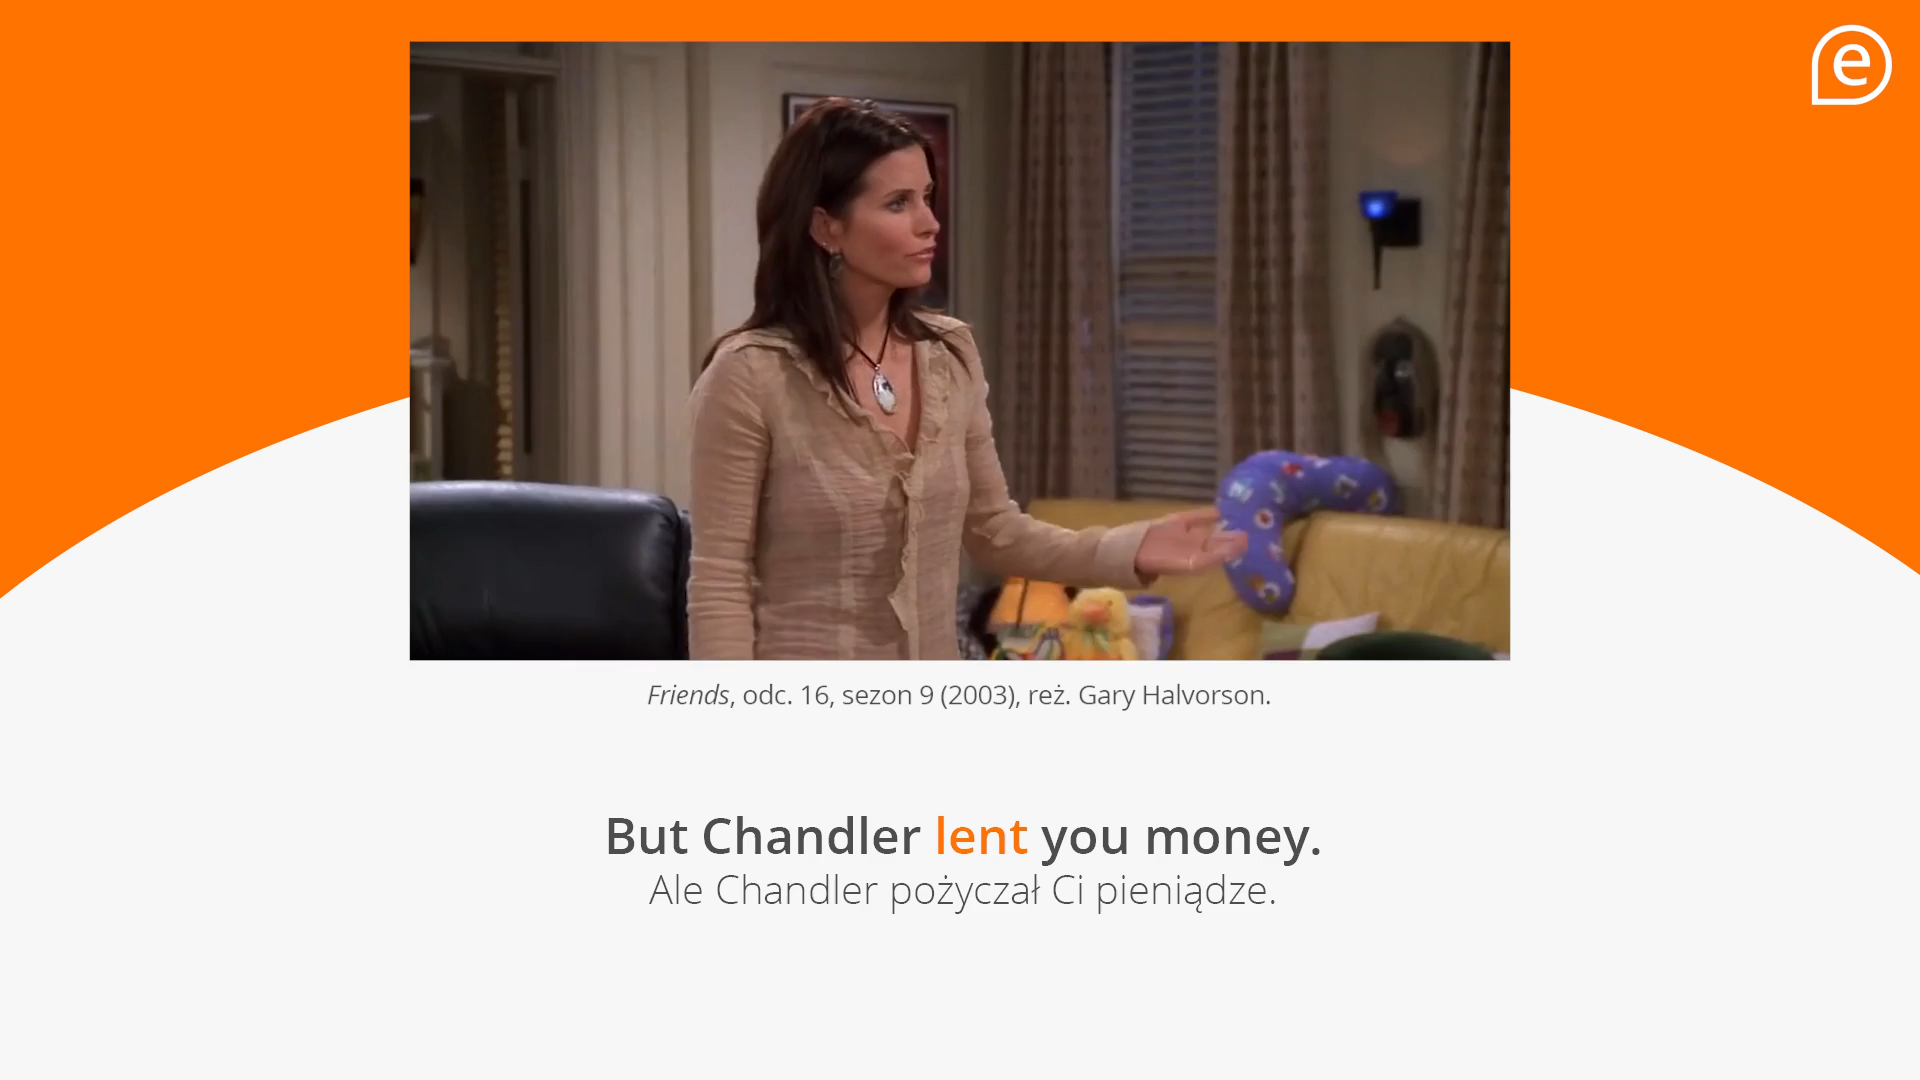 e
Friends, odc. 16, sezon 9 (2003), reż. Gary Halvorson.
But Chandler lent you money.
Ale Chandler pożyczał Ci pieniądze.